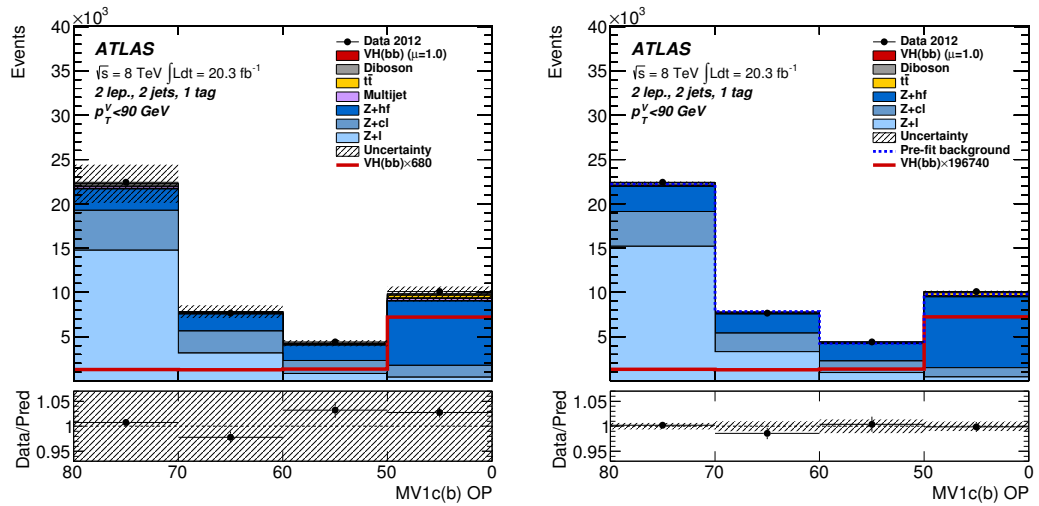 ×10³
Events
40
35
30
25
20
15
10
5
ATLAS
√s = 8 TeV ∫Ldt = 20.3 fb⁻¹
2 lep., 2 jets, 1 tag
p_T^V<90 GeV
Data 2012
VH(bb) (μ=1.0)
Diboson
tt̄
Multijet
Z+hf
Z+cl
Z+l
Uncertainty
VH(bb)×680
Data/Pred
1.05
1
0.95
80 70 60 50 0
MV1c(b) OP
×10³
Events
40
35
30
25
20
15
10
5
ATLAS
√s = 8 TeV ∫Ldt = 20.3 fb⁻¹
2 lep., 2 jets, 1 tag
p_T^V<90 GeV
Data 2012
VH(bb) (μ=1.0)
Diboson
tt̄
Z+hf
Z+cl
Z+l
Uncertainty
Pre-fit background
VH(bb)×196740
Data/Pred
1.05
1
0.95
80 70 60 50 0
MV1c(b) OP